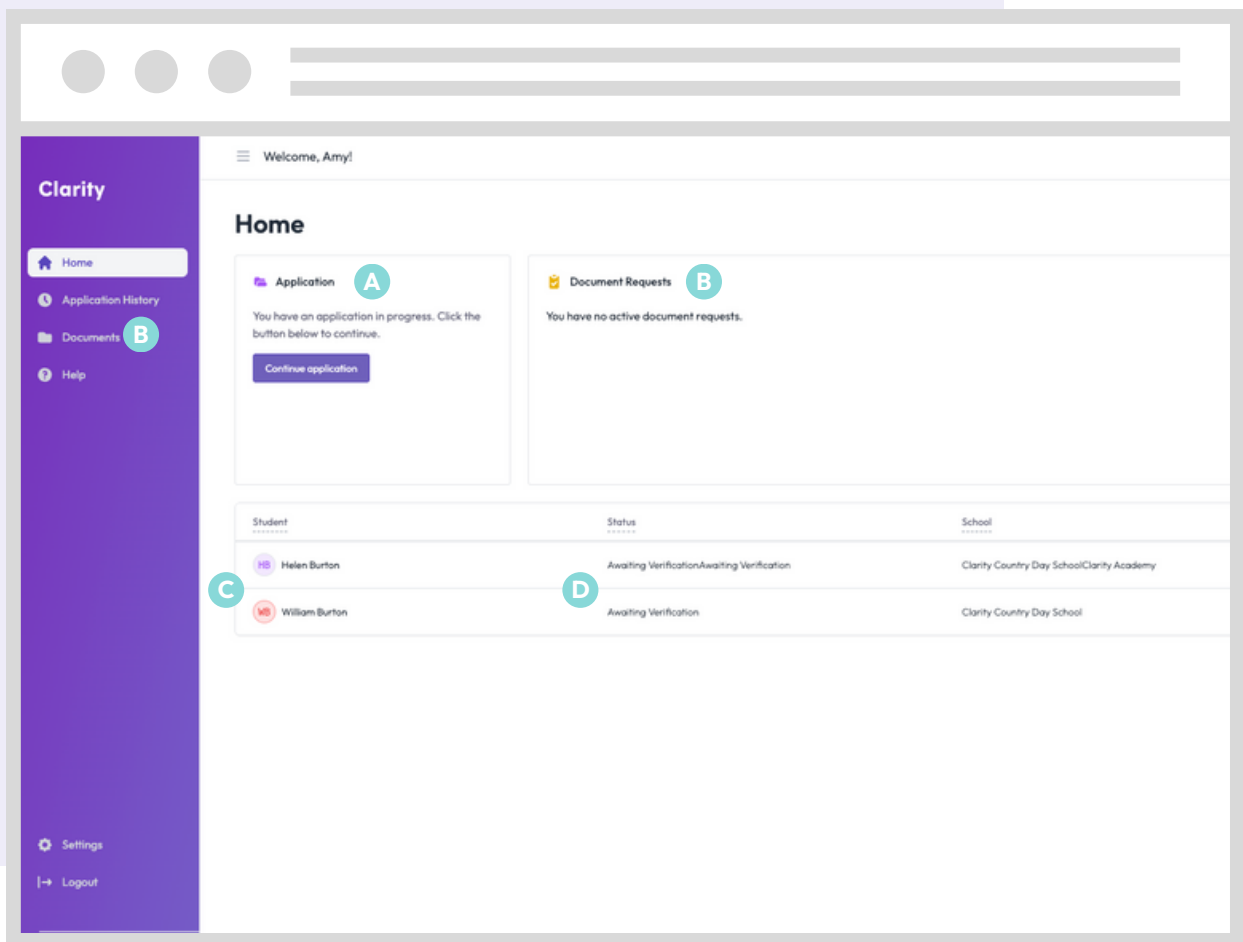 Welcome, Amy!
Clarity
Home
Home
Application History
Documents B
Help
Settings
Logout
Application A
You have an application in progress. Click the
button below to continue.
Continue application
Document Requests B
You have no active document requests.
Student Status School
HB Helen Burton Awaiting VerificationAwaiting Verification Clarity Country Day SchoolClarity Academy
C D
WB William Burton Awaiting Verification Clarity Country Day School